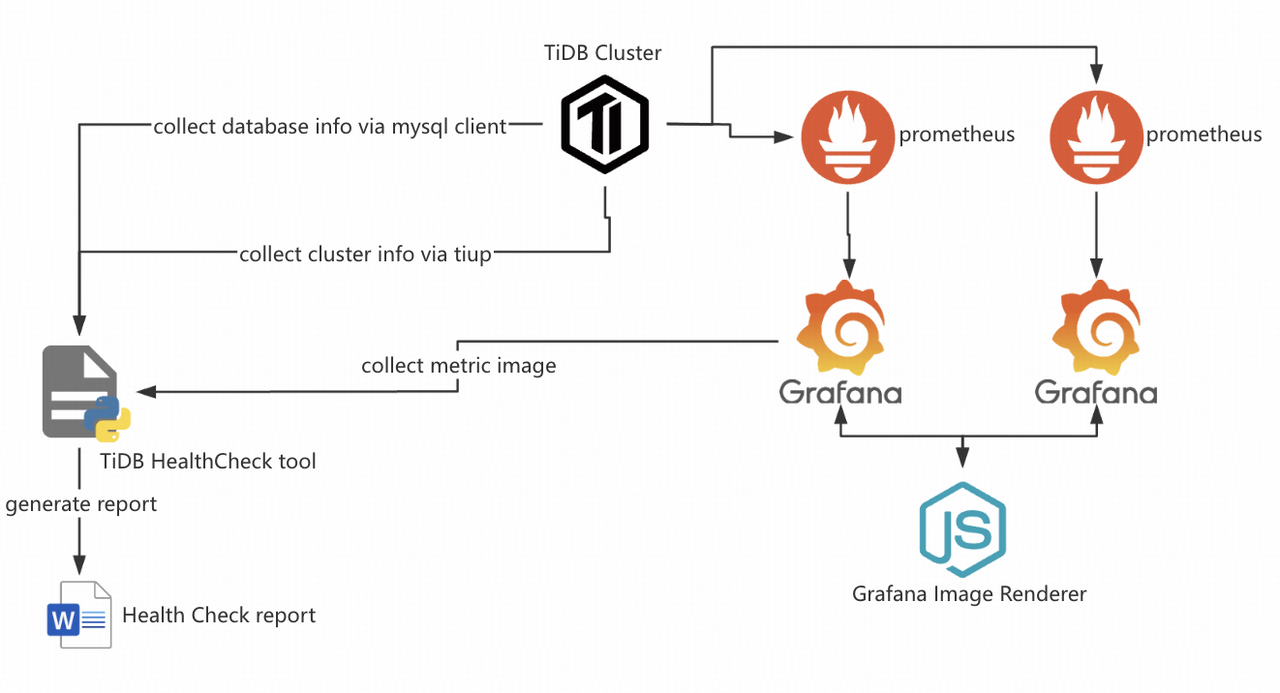 TiDB Cluster
collect database info via mysql client
prometheus
prometheus
collect cluster info via tiup
collect metric image
Grafana
Grafana
TiDB HealthCheck tool
generate report
JS
Grafana Image Renderer
W
Health Check report